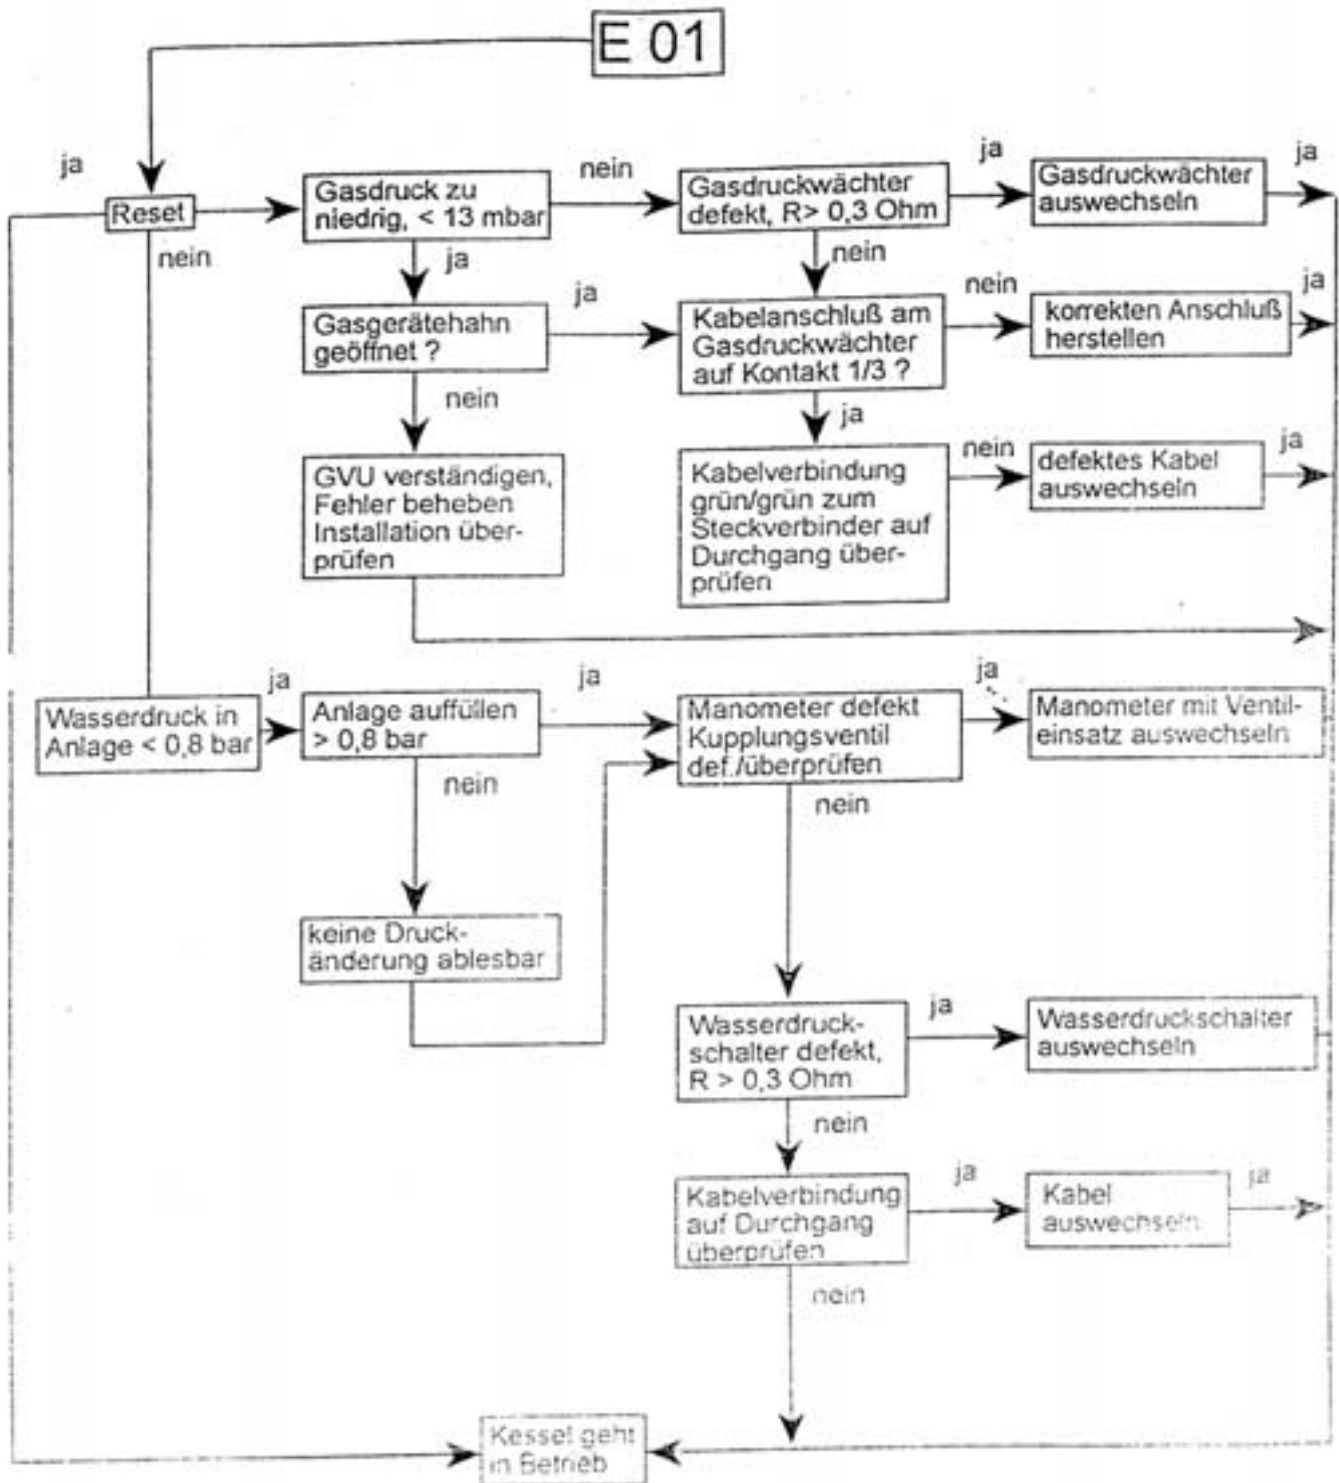 E 01
ja
Reset
nein
Gasdruck zu
niedrig, < 13 mbar
nein
Gasdruckwächter
defekt, R> 0,3 Ohm
ja
Gasdruckwächter
auswechseln
ja
ja
nein
Gasgerätehahn
geöffnet ?
ja
Kabelanschluß am
Gasdruckwächter
auf Kontakt 1/3 ?
nein
korrekten Anschluß
herstellen
ja
nein
ja
GVU verständigen,
Fehler beheben
Installation über-
prüfen
Kabelverbindung
grün/grün zum
Steckverbinder auf
Durchgang über-
prüfen
nein
defektes Kabel
auswechseln
ja
Wasserdruck in
Anlage < 0,8 bar
ja
Anlage auffüllen
> 0,8 bar
ja
Manometer defekt
Kupplungsventil
def./überprüfen
ja
Manometer mit Ventil-
einsatz auswechseln
nein
nein
keine Druck-
änderung ablesbar
Wasserdruck-
schalter defekt,
R > 0,3 Ohm
ja
Wasserdruckschalter
auswechseln
nein
Kabelverbindung
auf Durchgang
überprüfen
ja
Kabel
auswechseln
ja
nein
Kessel geht
in Betrieb